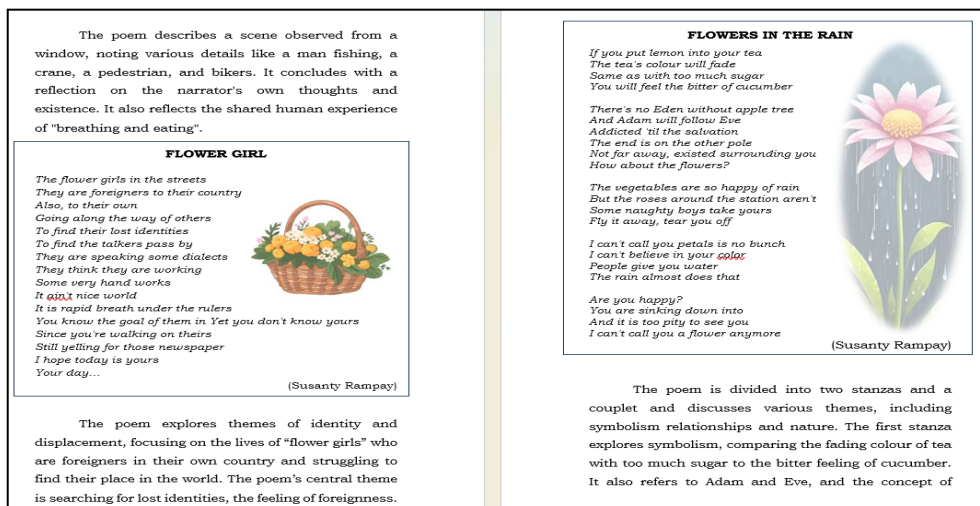 The poem describes a scene observed from a
window, noting various details like a man fishing, a
crane, a pedestrian, and bikers. It concludes with a
reflection on the narrator's own thoughts and
existence. It also reflects the shared human experience
of "breathing and eating".
FLOWER GIRL
The flower girls in the streets
They are foreigners to their country
Also, to their own
Going along the way of others
To find their lost identities
To find the talkers pass by
They are speaking some dialects
They think they are working
Some very hand works
It ain't nice world
It is rapid breath under the rulers
You know the goal of them in Yet you don't know yours
Since you're walking on theirs
Still yelling for those newspaper
I hope today is yours
Your day...
(Susanty Rampay)
The poem explores themes of identity and
displacement, focusing on the lives of “flower girls” who
are foreigners in their own country and struggling to
find their place in the world. The poem’s central theme
is searching for lost identities, the feeling of foreignness.
FLOWERS IN THE RAIN
If you put lemon into your tea
The tea's colour will fade
Same as with too much sugar
You will feel the bitter of cucumber
There's no Eden without apple tree
And Adam will follow Eve
Addicted 'til the salvation
The end is on the other pole
Not far away, existed surrounding you
How about the flowers?
The vegetables are so happy of rain
But the roses around the station aren't
Some naughty boys take yours
Fly it away, tear you off
I can't call you petals is no bunch
I can't believe in your color
People give you water
The rain almost does that
Are you happy?
You are sinking down into
And it is too pity to see you
I can't call you a flower anymore
(Susanty Rampay)
The poem is divided into two stanzas and a
couplet and discusses various themes, including
symbolism relationships and nature. The first stanza
explores symbolism, comparing the fading colour of tea
with too much sugar to the bitter feeling of cucumber.
It also refers to Adam and Eve, and the concept of